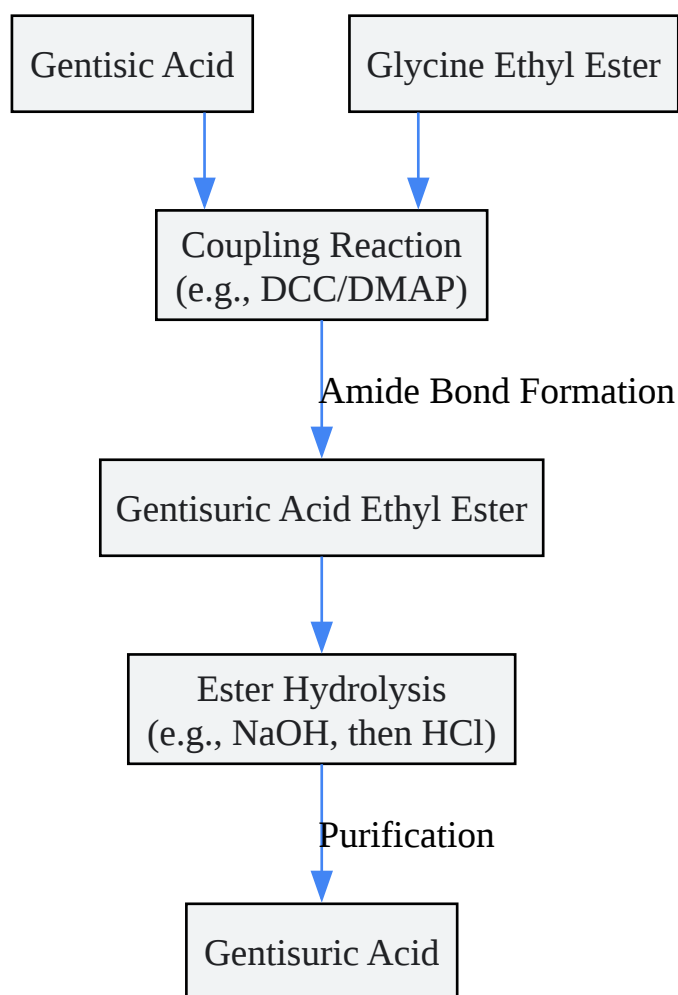 Gentisic Acid
Glycine Ethyl Ester
Coupling Reaction
(e.g., DCC/DMAP)
Amide Bond Formation
Gentisuric Acid Ethyl Ester
Ester Hydrolysis
(e.g., NaOH, then HCl)
Purification
Gentisuric Acid